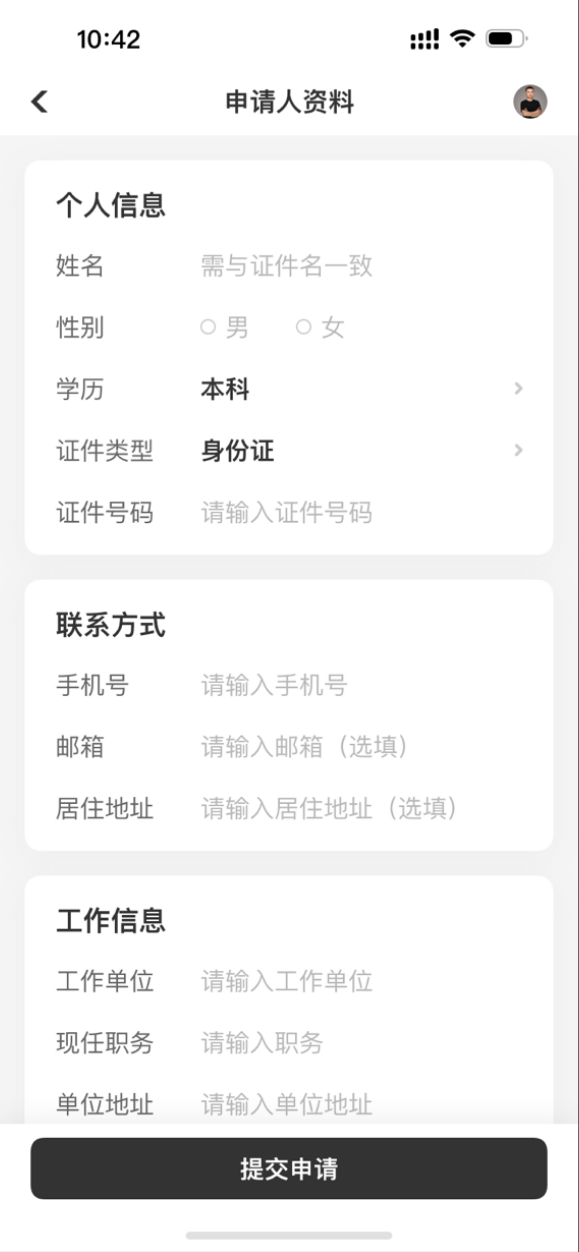 10:42
申请人资料
个人信息
姓名 需与证件名一致
性别 男 女
学历 本科
证件类型 身份证
证件号码 请输入证件号码
联系方式
手机号 请输入手机号
邮箱 请输入邮箱（选填）
居住地址 请输入居住地址（选填）
工作信息
工作单位 请输入工作单位
现任职务 请输入职务
单位地址 请输入单位地址
提交申请